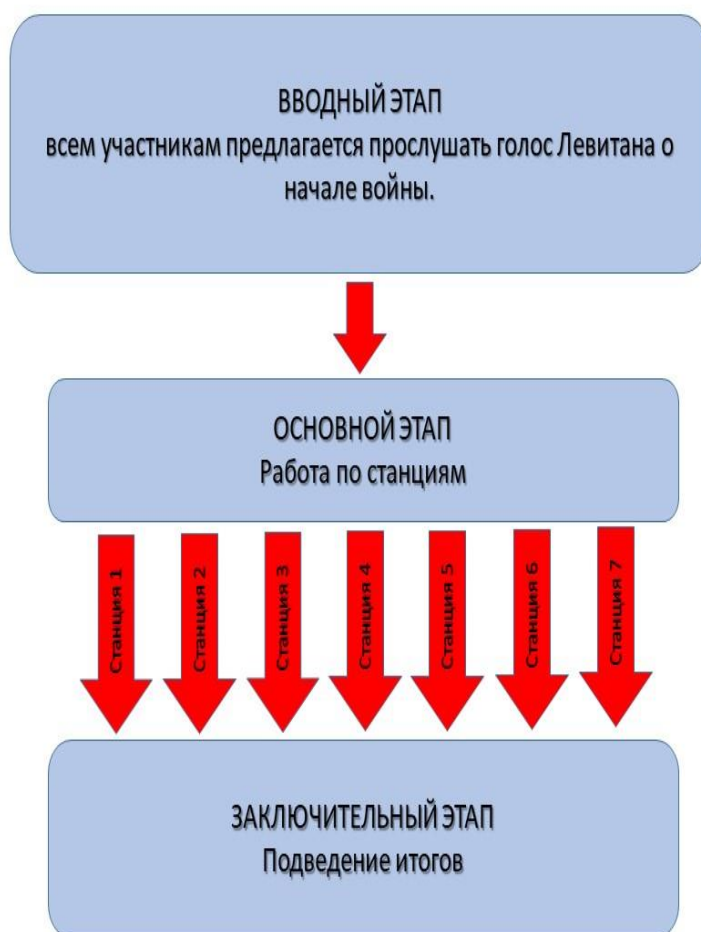 ВВОДНЫЙ ЭТАП
всем участникам предлагается прослушать голос Левитана о
начале войны.
ОСНОВНОЙ ЭТАП
Работа по станциям
Станция 1
Станция 2
Станция 3
Станция 4
Станция 5
Станция 6
Станция 7
ЗАКЛЮЧИТЕЛЬНЫЙ ЭТАП
Подведение итогов